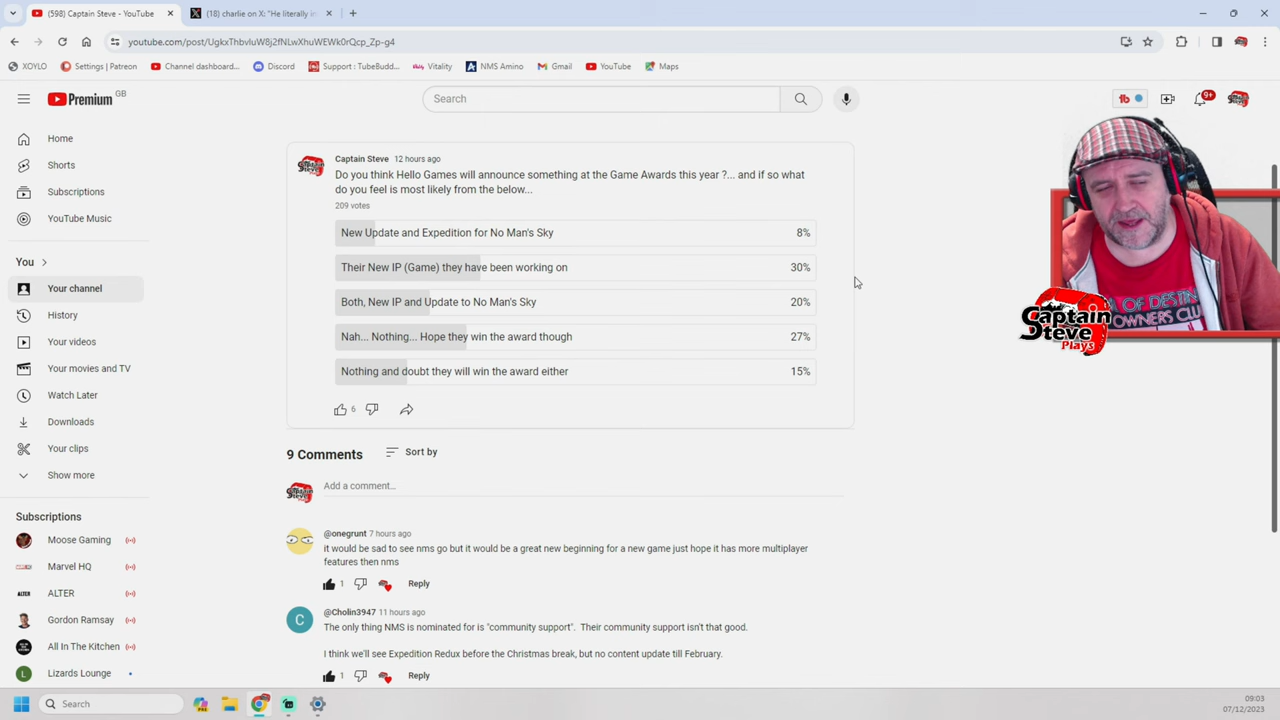 (598) Captain Steve - YouTube
(18) charlie on X: "He literally in
youtube.com/post/UgkxThbvIuW8j2fNLwXhuWEWk0rQcp_Zp-g4
XOYLO
Settings | Patreon
Channel dashboard...
Discord
Support : TubeBudd...
Vitality
NMS Amino
Gmail
YouTube
Maps
Premium GB
Search
tb
9+
Home
Shorts
Subscriptions
YouTube Music
You
Your channel
History
Your videos
Your movies and TV
Watch Later
Downloads
Your clips
Show more
Subscriptions
Moose Gaming
Marvel HQ
ALTER
Gordon Ramsay
All In The Kitchen
Lizards Lounge
Captain Steve 12 hours ago
Do you think Hello Games will announce something at the Game Awards this year ?... and if so what
do you feel is most likely from the below...
209 votes
New Update and Expedition for No Man's Sky 8%
Their New IP (Game) they have been working on 30%
Both, New IP and Update to No Man's Sky 20%
Nah... Nothing... Hope they win the award though 27%
Nothing and doubt they will win the award either 15%
6
9 Comments Sort by
Add a comment...
@onegrunt 7 hours ago
it would be sad to see nms go but it would be a great new beginning for a new game just hope it has more multiplayer
features then nms
1 Reply
C
@Cholin3947 11 hours ago
The only thing NMS is nominated for is "community support". Their community support isn't that good.
I think we'll see Expedition Redux before the Christmas break, but no content update till February.
1 Reply
OF DESTIN
OWNERS CLU
Captain
Steve
Plays
Search
09:03
07/12/2023